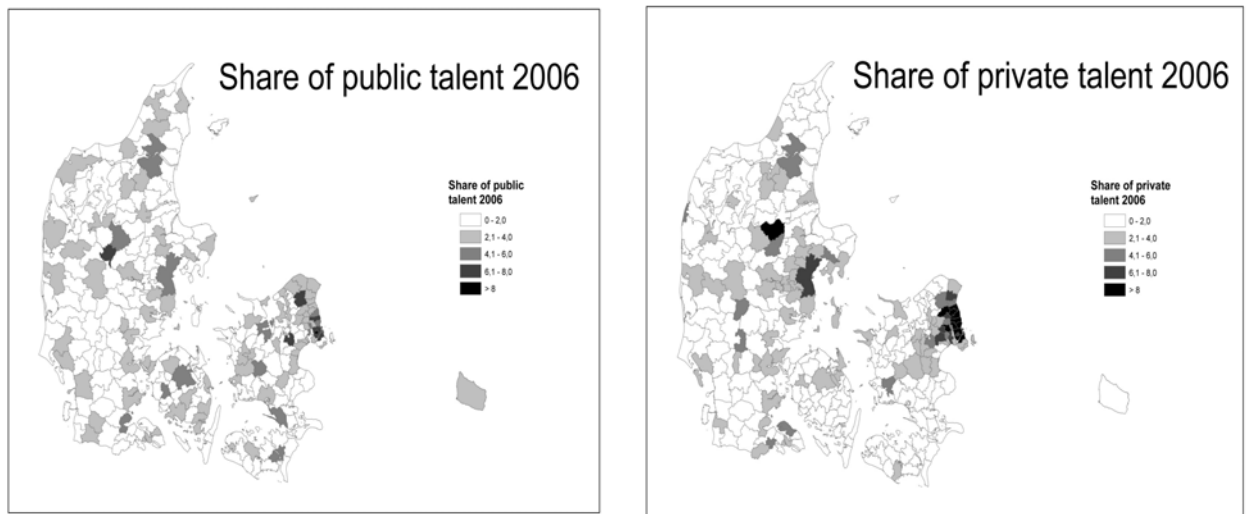 Share of public talent 2006
Share of public
talent 2006
0 - 2,0
2,1 - 4,0
4,1 - 6,0
6,1 - 8,0
> 8
Share of private talent 2006
Share of private
talent 2006
0 - 2,0
2,1 - 4,0
4,1 - 6,0
6,1 - 8,0
> 8